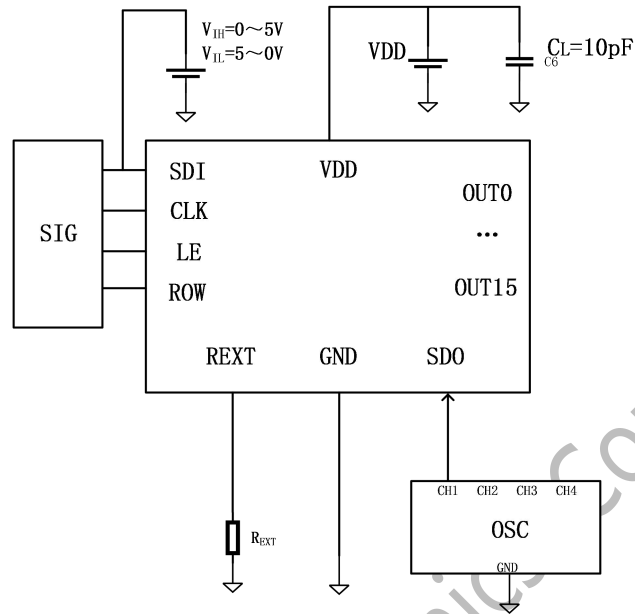 VIH=0～5V
VIL=5～0V
VDD
CL=10pF
C6
SDI
VDD
CLK
OUT0
SIG
LE
...
ROW
OUT15
REXT
GND
SDO
CH1
CH2
CH3
CH4
REXT
OSC
GND